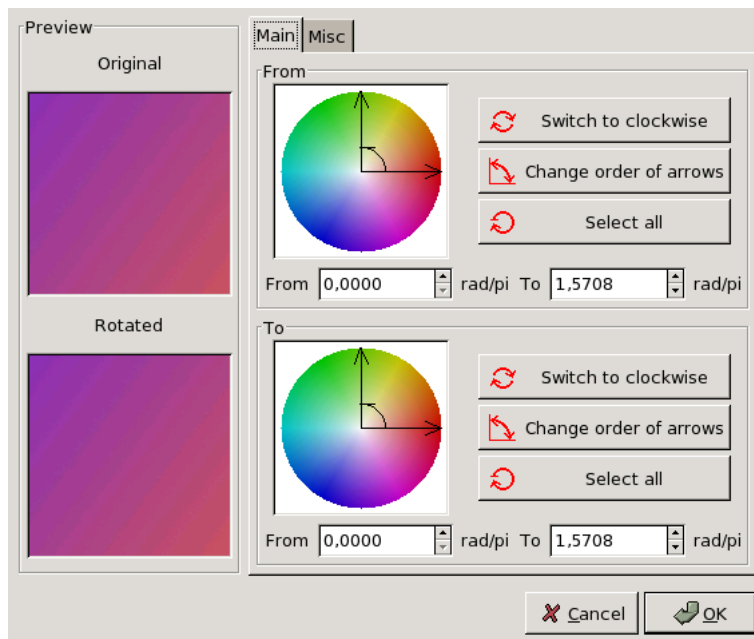 Preview
Original
Rotated
Main Misc
From
Switch to clockwise
Change order of arrows
Select all
From 0,0000 rad/pi To 1,5708 rad/pi
To
Switch to clockwise
Change order of arrows
Select all
From 0,0000 rad/pi To 1,5708 rad/pi
Cancel OK